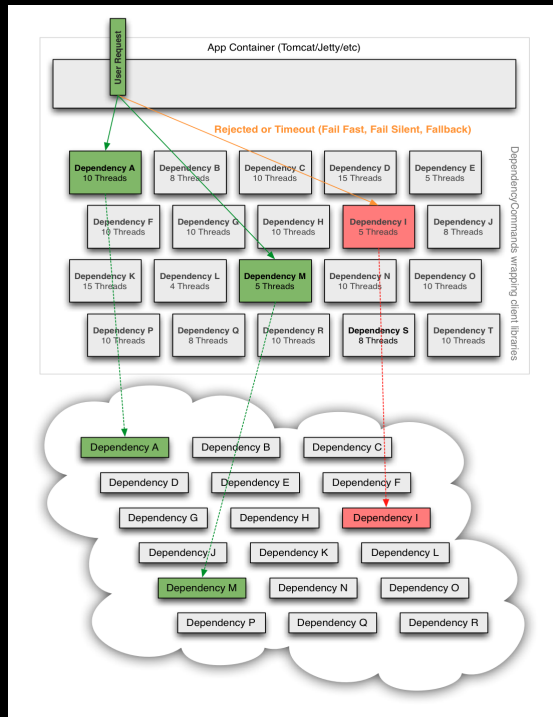 User Request
App Container (Tomcat/Jetty/etc)
Rejected or Timeout (Fail Fast, Fail Silent, Fallback)
DependencyCommands wrapping client libraries
Dependency A
10 Threads
Dependency B
8 Threads
Dependency C
10 Threads
Dependency D
15 Threads
Dependency E
5 Threads
Dependency F
10 Threads
Dependency G
10 Threads
Dependency H
10 Threads
Dependency I
5 Threads
Dependency J
8 Threads
Dependency K
15 Threads
Dependency L
4 Threads
Dependency M
5 Threads
Dependency N
10 Threads
Dependency O
10 Threads
Dependency P
10 Threads
Dependency Q
8 Threads
Dependency R
10 Threads
Dependency S
8 Threads
Dependency T
10 Threads
Dependency A
Dependency B
Dependency C
Dependency D
Dependency E
Dependency F
Dependency G
Dependency H
Dependency I
Dependency J
Dependency K
Dependency L
Dependency M
Dependency N
Dependency O
Dependency P
Dependency Q
Dependency R